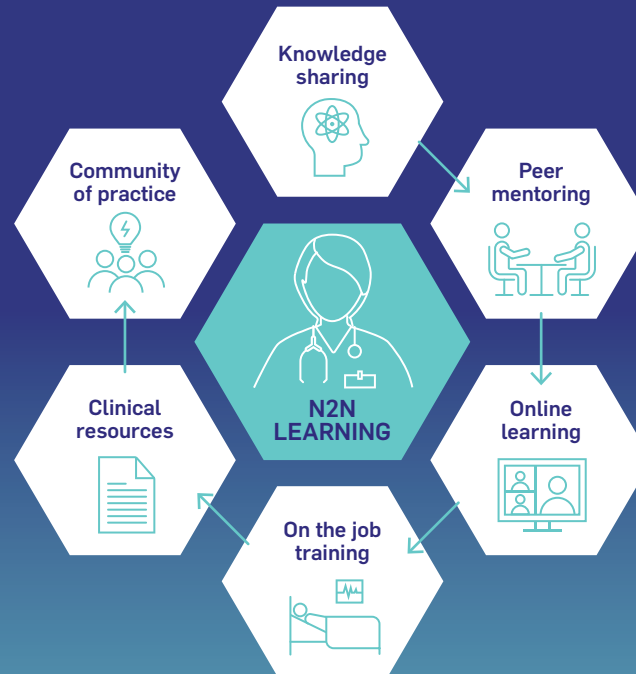 Knowledge
sharing
Peer
mentoring
Online
learning
On the job
training
Clinical
resources
Community
of practice
N2N
LEARNING